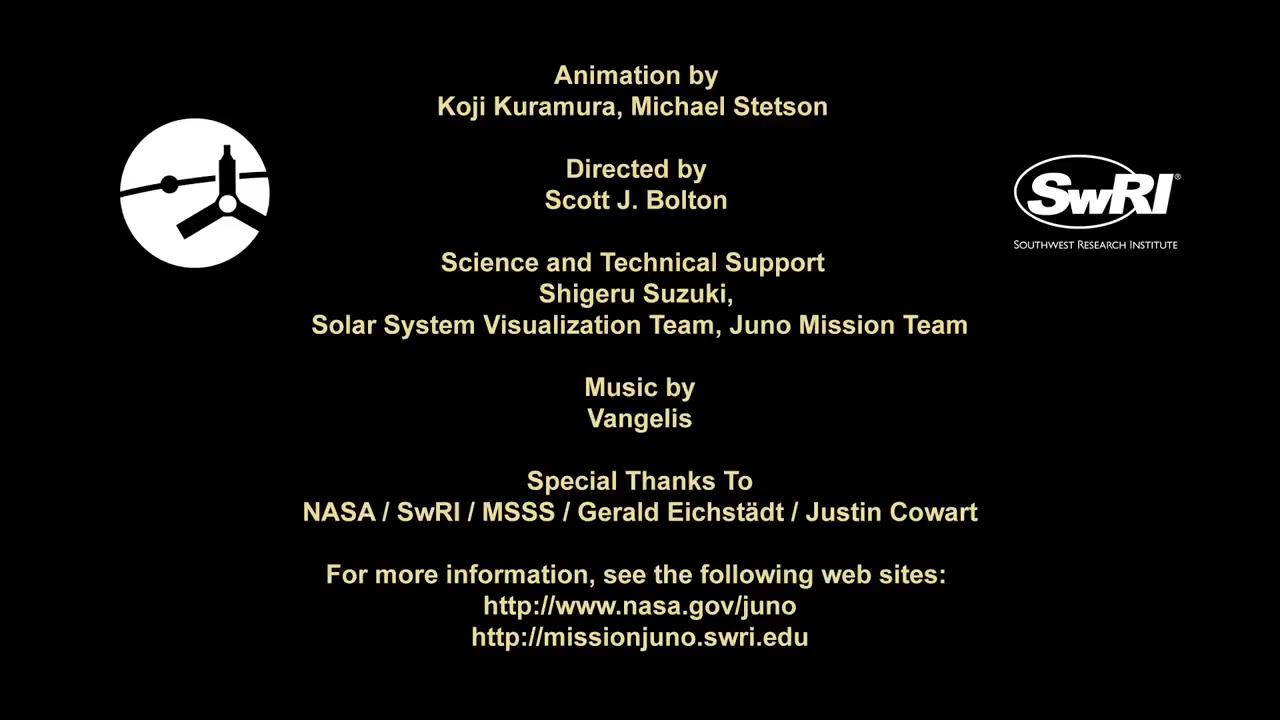 Animation by
Koji Kuramura, Michael Stetson
Directed by
Scott J. Bolton
Science and Technical Support
Shigeru Suzuki,
Solar System Visualization Team, Juno Mission Team
Music by
Vangelis
Special Thanks To
NASA / SwRI / MSSS / Gerald Eichstädt / Justin Cowart
For more information, see the following web sites:
http://www.nasa.gov/juno
http://missionjuno.swri.edu
SwRI®
SOUTHWEST RESEARCH INSTITUTE